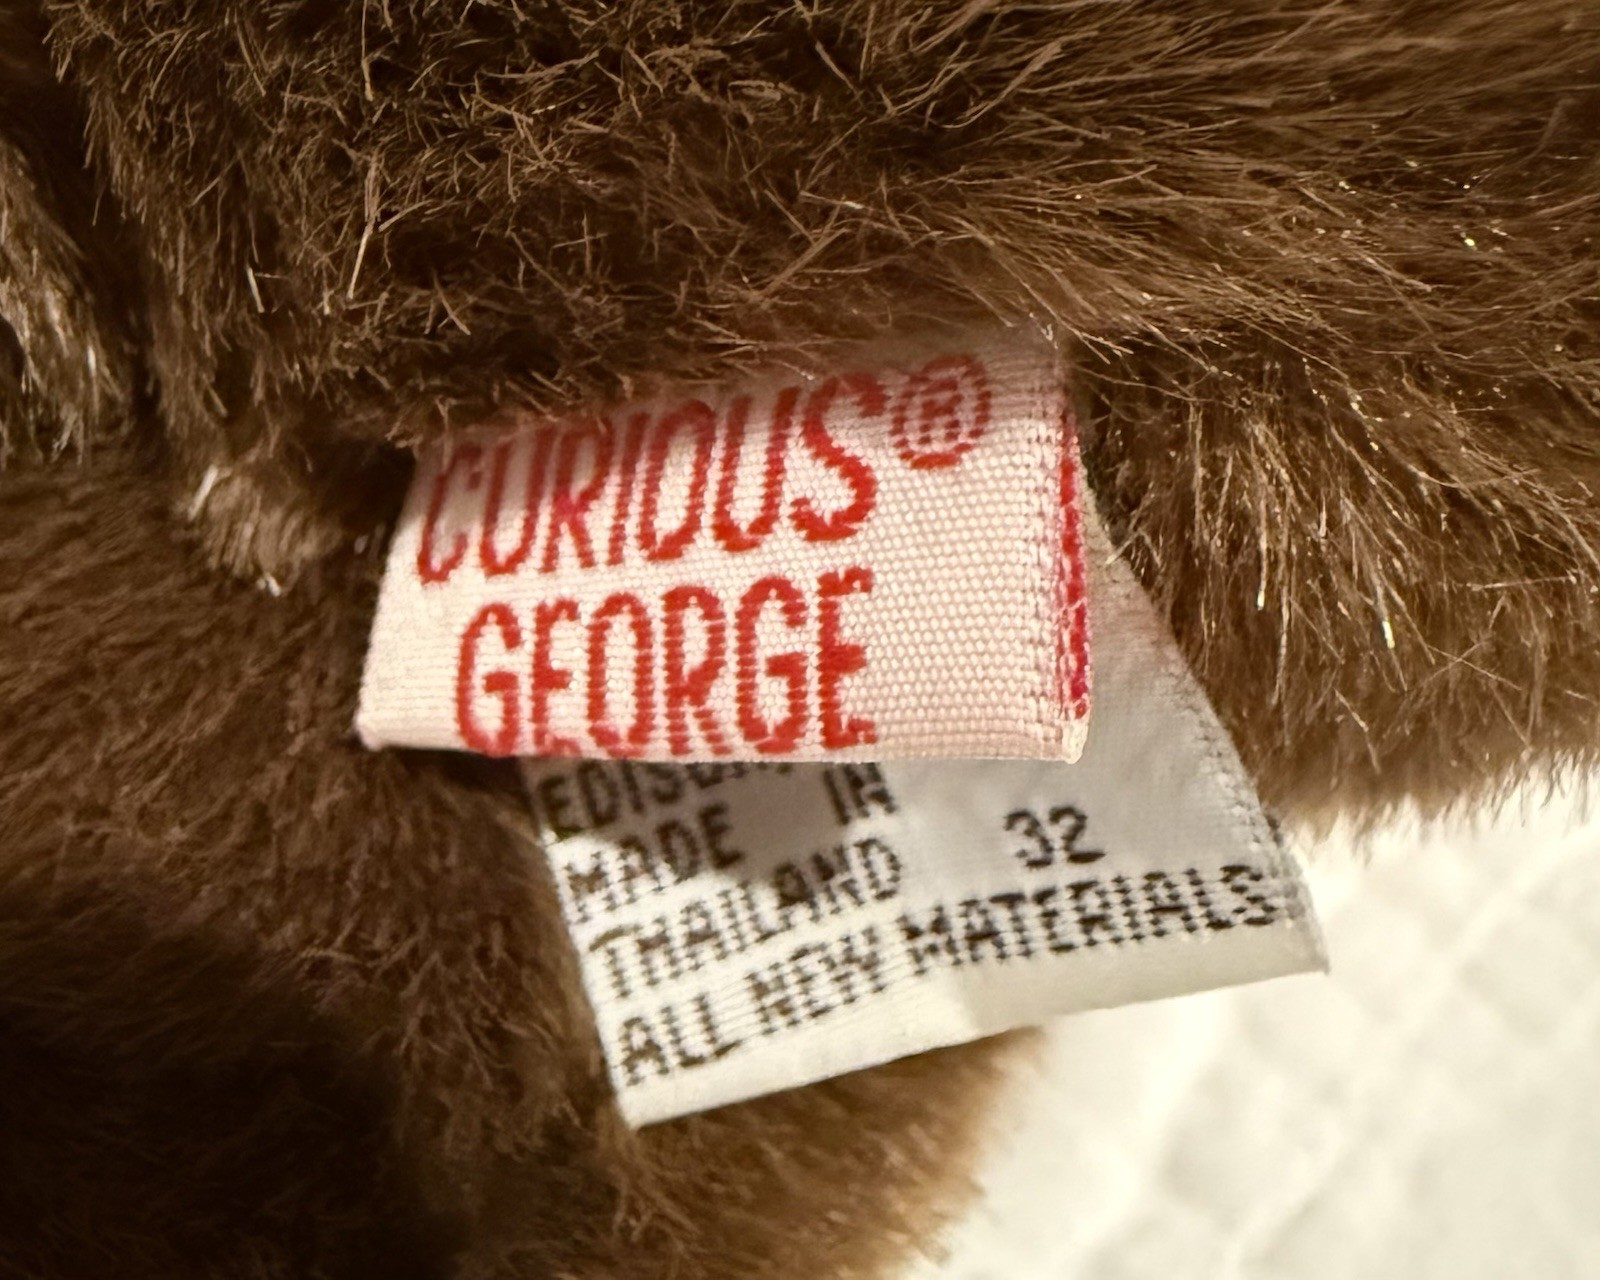 CURIOUS®
GEORGE
MADE IN
THAILAND 32
ALL NEW MATERIALS